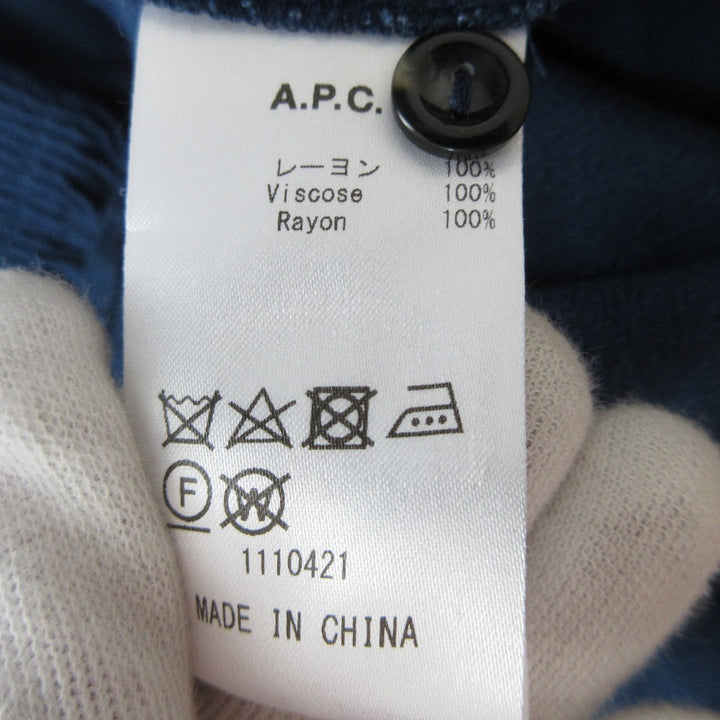 A.P.C.
レーヨン 100%
Viscose 100%
Rayon 100%
F
W
1110421
MADE IN CHINA